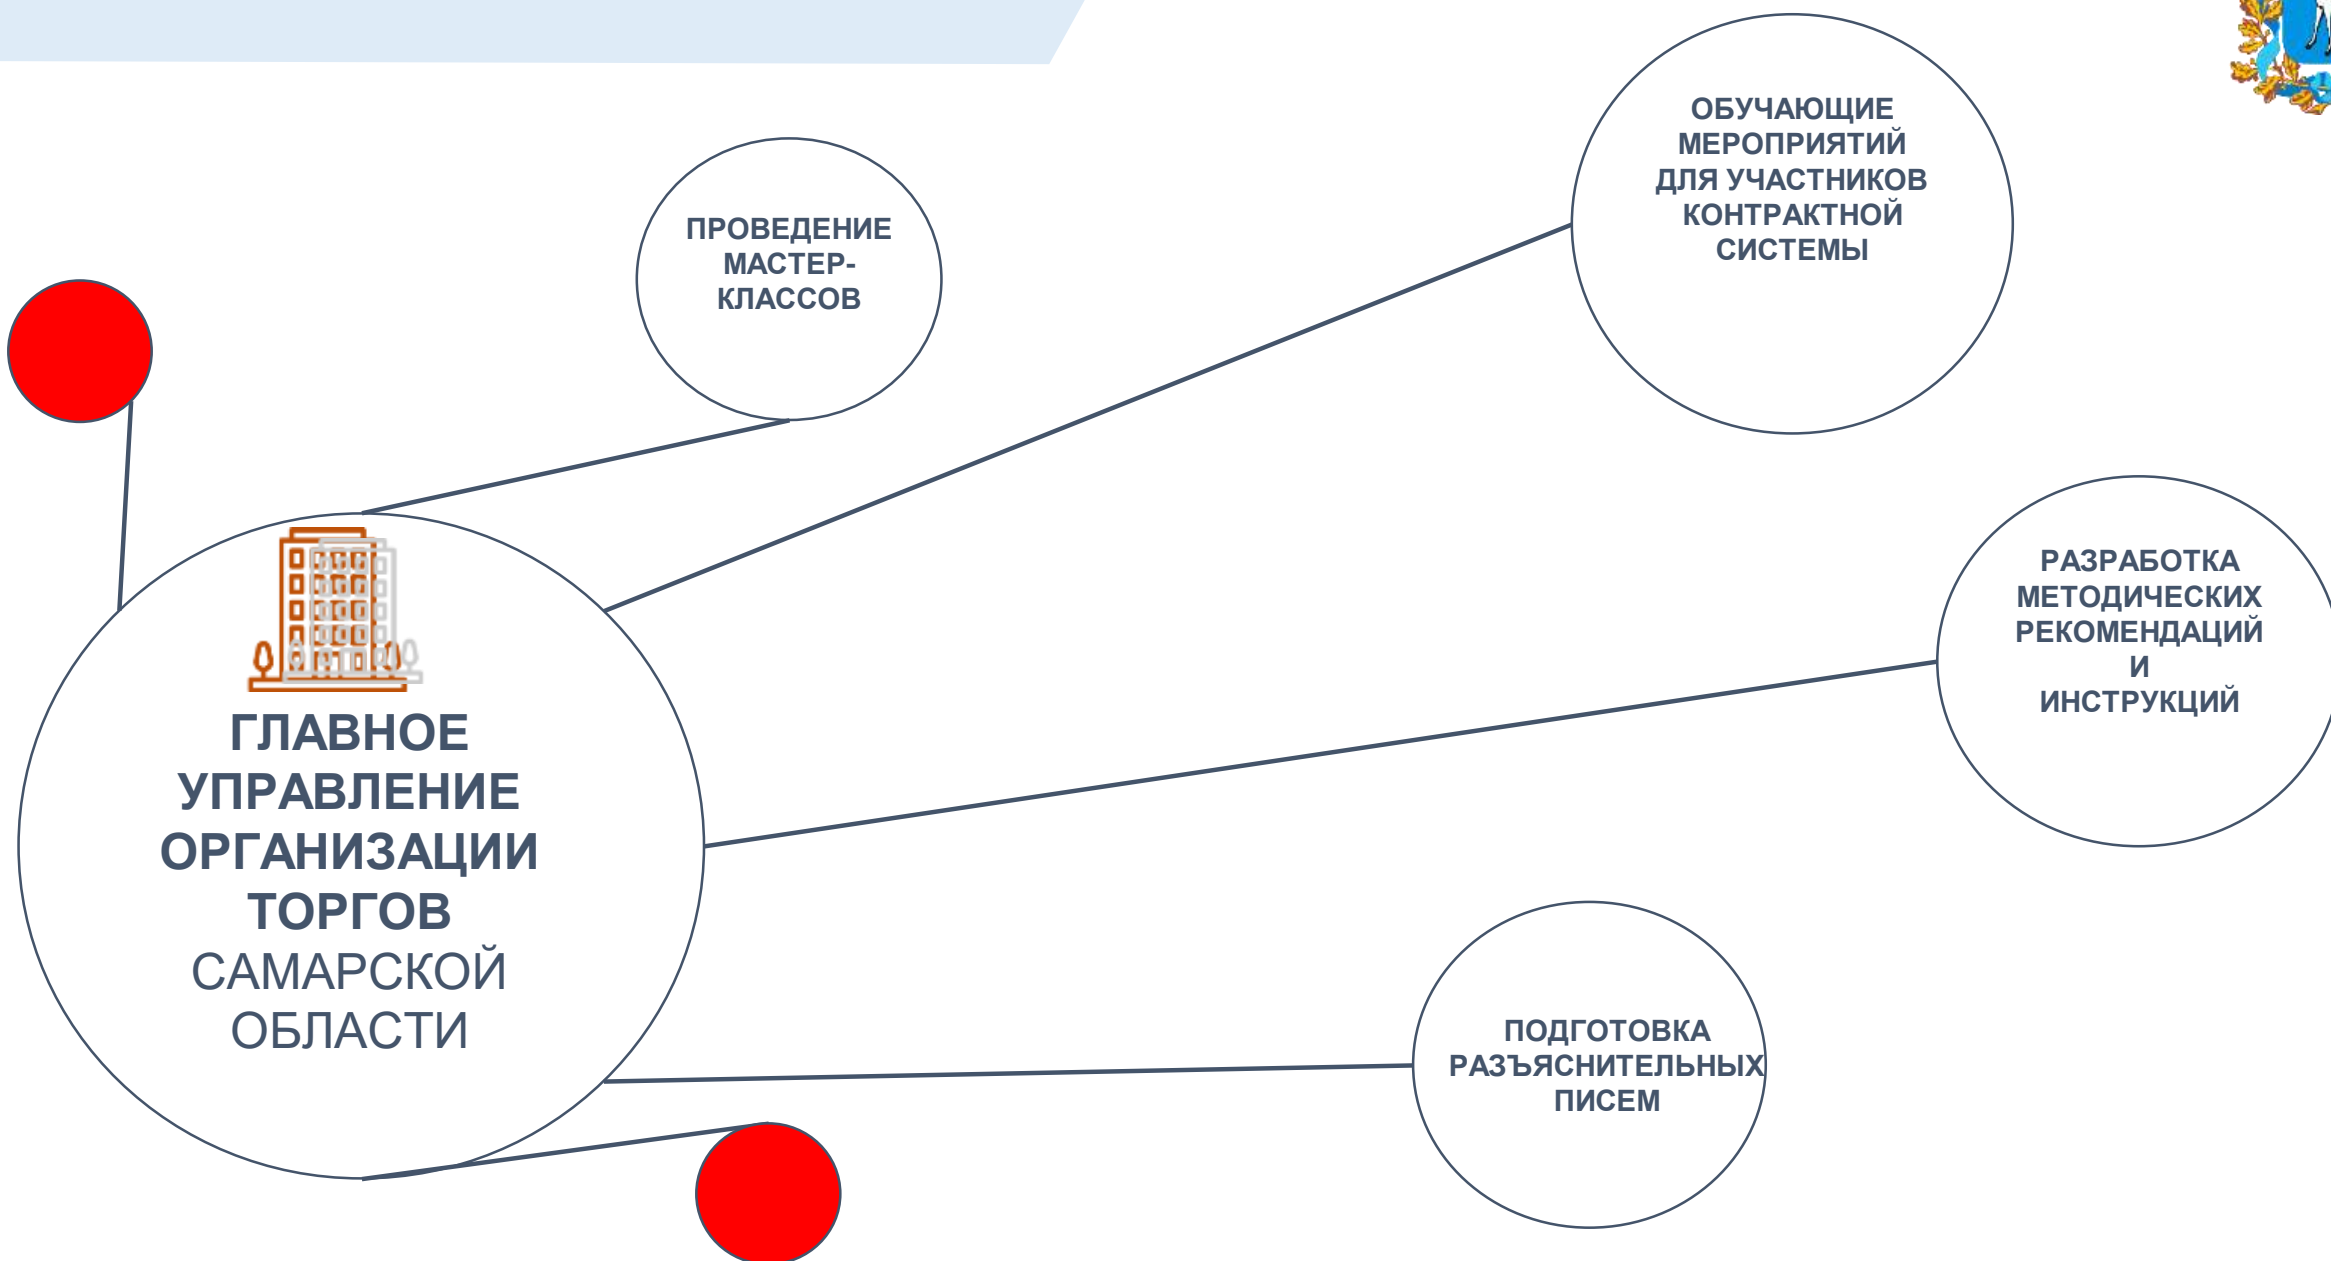 ОБУЧАЮЩИЕ
МЕРОПРИЯТИЙ
ДЛЯ УЧАСТНИКОВ
КОНТРАКТНОЙ
СИСТЕМЫ
ПРОВЕДЕНИЕ
МАСТЕР-
КЛАССОВ
РАЗРАБОТКА
МЕТОДИЧЕСКИХ
РЕКОМЕНДАЦИЙ
И
ИНСТРУКЦИЙ
ГЛАВНОЕ
УПРАВЛЕНИЕ
ОРГАНИЗАЦИИ
ТОРГОВ
САМАРСКОЙ
ОБЛАСТИ
ПОДГОТОВКА
РАЗЪЯСНИТЕЛЬНЫХ
ПИСЕМ